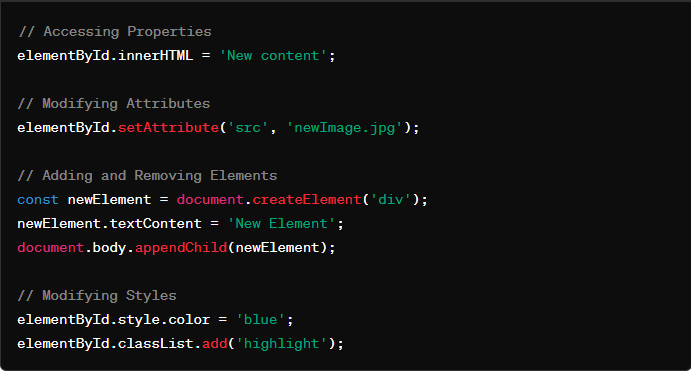 // Accessing Properties
elementById.innerHTML = 'New content';
// Modifying Attributes
elementById.setAttribute('src', 'newImage.jpg');
// Adding and Removing Elements
const newElement = document.createElement('div');
newElement.textContent = 'New Element';
document.body.appendChild(newElement);
// Modifying Styles
elementById.style.color = 'blue';
elementById.classList.add('highlight');